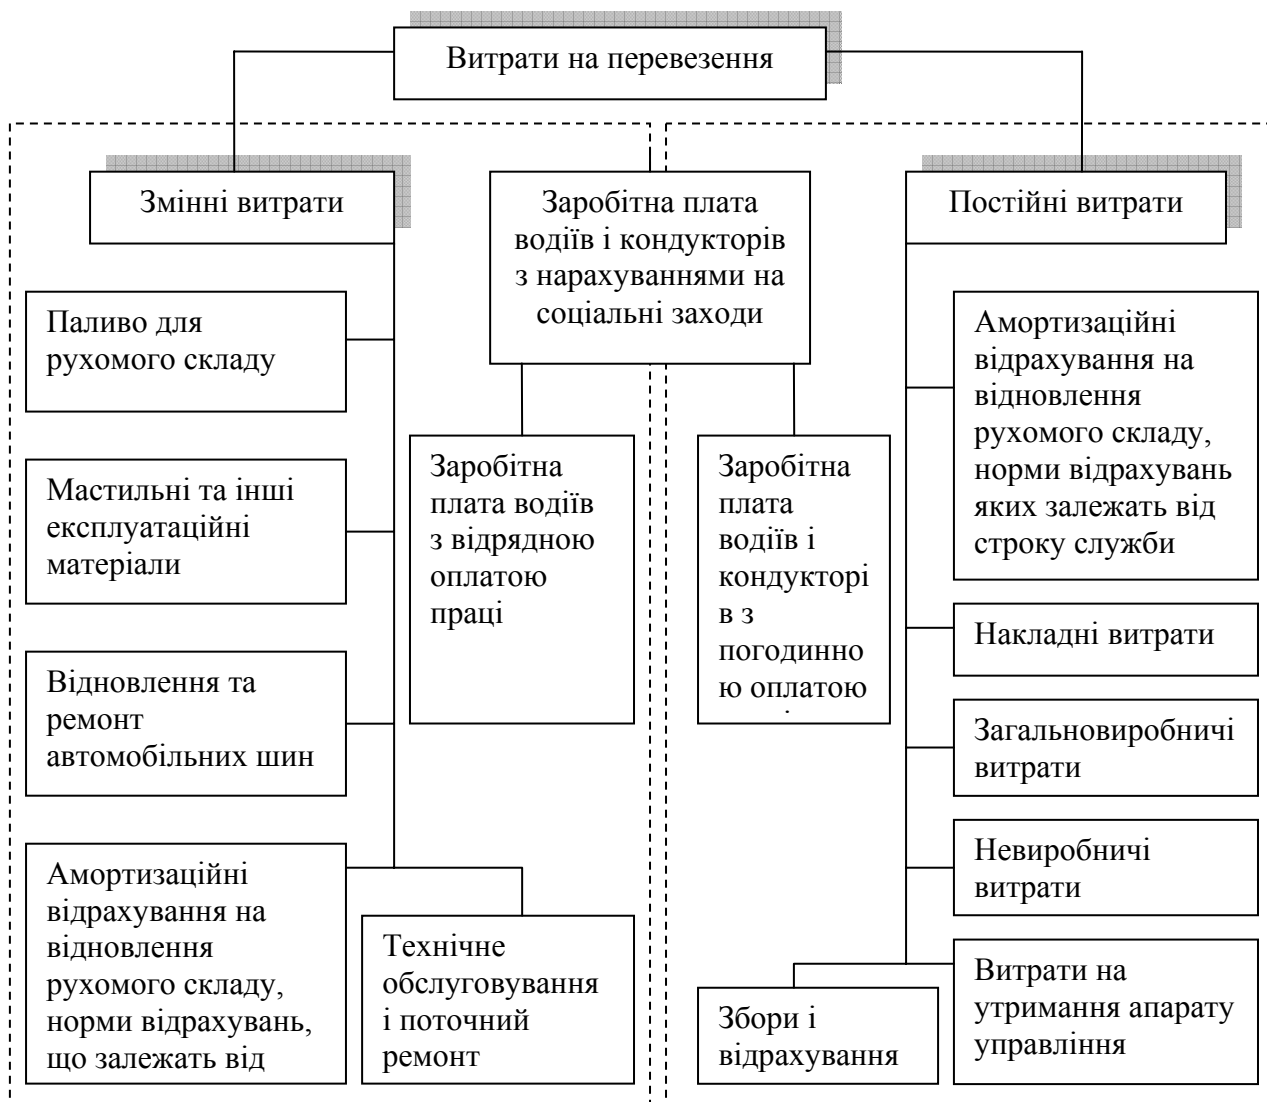 Витрати на перевезення
Змінні витрати
Заробітна плата
водіїв і кондукторів
з нарахуваннями на
соціальні заходи
Постійні витрати
Паливо для
рухомого складу
Мастильні та інші
експлуатаційні
матеріали
Відновлення та
ремонт
автомобільних шин
Амортизаційні
відрахування на
відновлення
рухомого складу,
норми відрахувань,
що залежать від
Технічне
обслуговування
і поточний
ремонт
Заробітна
плата водіїв
з відрядною
оплатою
праці
Заробітна
плата
водіїв і
кондукторі
в з
погодинно
ю оплатою
Амортизаційні
відрахування на
відновлення
рухомого складу,
норми відрахувань
яких залежать від
строку служби
Накладні витрати
Загальновиробничі
витрати
Невиробничі
витрати
Витрати на
утримання апарату
управління
Збори і
відрахування